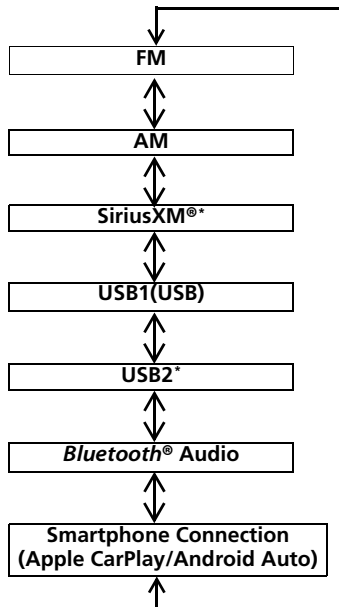 FM
AM
SiriusXM®*
USB1(USB)
USB2*
Bluetooth® Audio
Smartphone Connection
(Apple CarPlay/Android Auto)